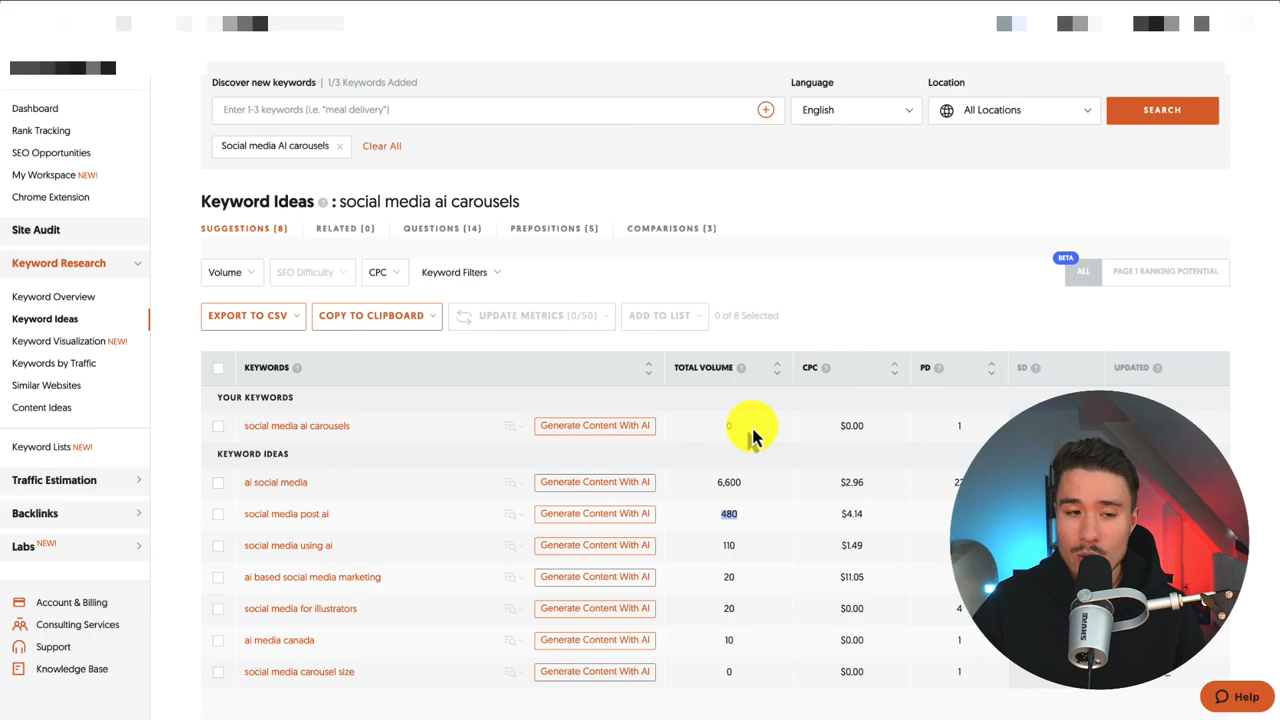 Discover new keywords | 1/3 Keywords Added
Language
Location
Enter 1-3 keywords (i.e. "meal delivery")
English
All Locations
SEARCH
Social media AI carousels
Clear All
Dashboard
Rank Tracking
SEO Opportunities
My Workspace NEW!
Chrome Extension
Site Audit
Keyword Research
Keyword Overview
Keyword Ideas
Keyword Visualization NEW!
Keywords by Traffic
Similar Websites
Content Ideas
Keyword Lists NEW!
Traffic Estimation
Backlinks
Labs NEW!
Account & Billing
Consulting Services
Support
Knowledge Base
Keyword Ideas ? : social media ai carousels
SUGGESTIONS (8)
RELATED (0)
QUESTIONS (14)
PREPOSITIONS (5)
COMPARISONS (3)
Volume
SEO Difficulty
CPC
Keyword Filters
BETA
ALL
PAGE 1 RANKING POTENTIAL
EXPORT TO CSV
COPY TO CLIPBOARD
UPDATE METRICS (0/50)
ADD TO LIST
0 of 8 Selected
KEYWORDS ? TOTAL VOLUME ? CPC ? PD ? SD ? UPDATED ?
YOUR KEYWORDS
social media ai carousels Generate Content With AI 0 $0.00 1
KEYWORD IDEAS
ai social media Generate Content With AI 6,600 $2.96
social media post ai Generate Content With AI 480 $4.14
social media using ai Generate Content With AI 110 $1.49
ai based social media marketing Generate Content With AI 20 $11.05
social media for illustrators Generate Content With AI 20 $0.00 4
ai media canada Generate Content With AI 10 $0.00 1
social media carousel size Generate Content With AI 0 $0.00 1
SHURE
Help